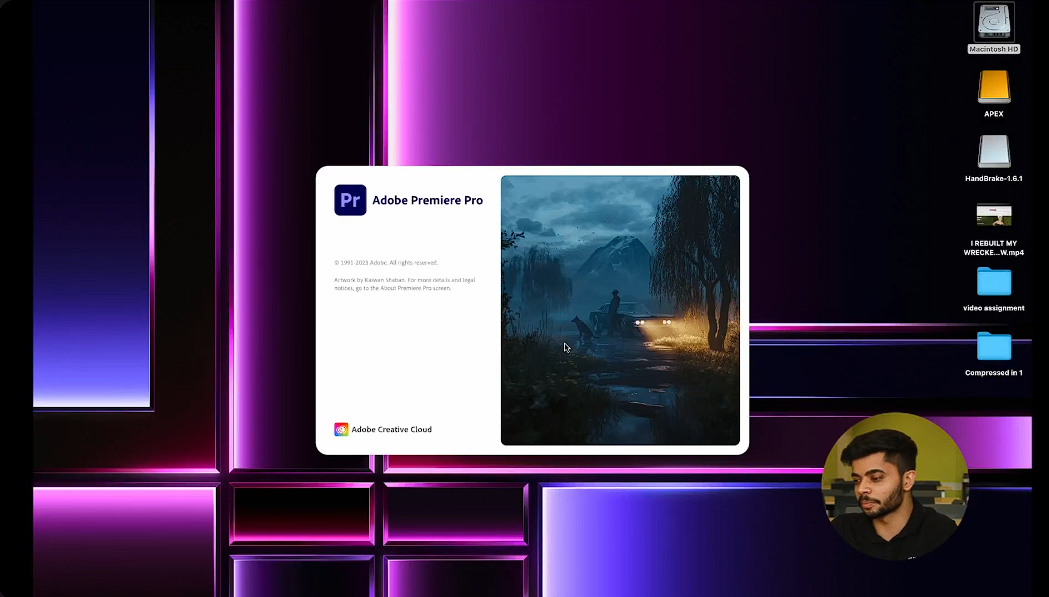 Macintosh HD
APEX
HandBrake-1.6.1
I REBUILT MY
WRECKE...W.mp4
video assignment
Compressed in 1
Pr Adobe Premiere Pro
© 1991-2023 Adobe. All rights reserved.
Artwork by Kaiwan Shaban. For more details and legal
notices, go to the About Premiere Pro screen.
Adobe Creative Cloud